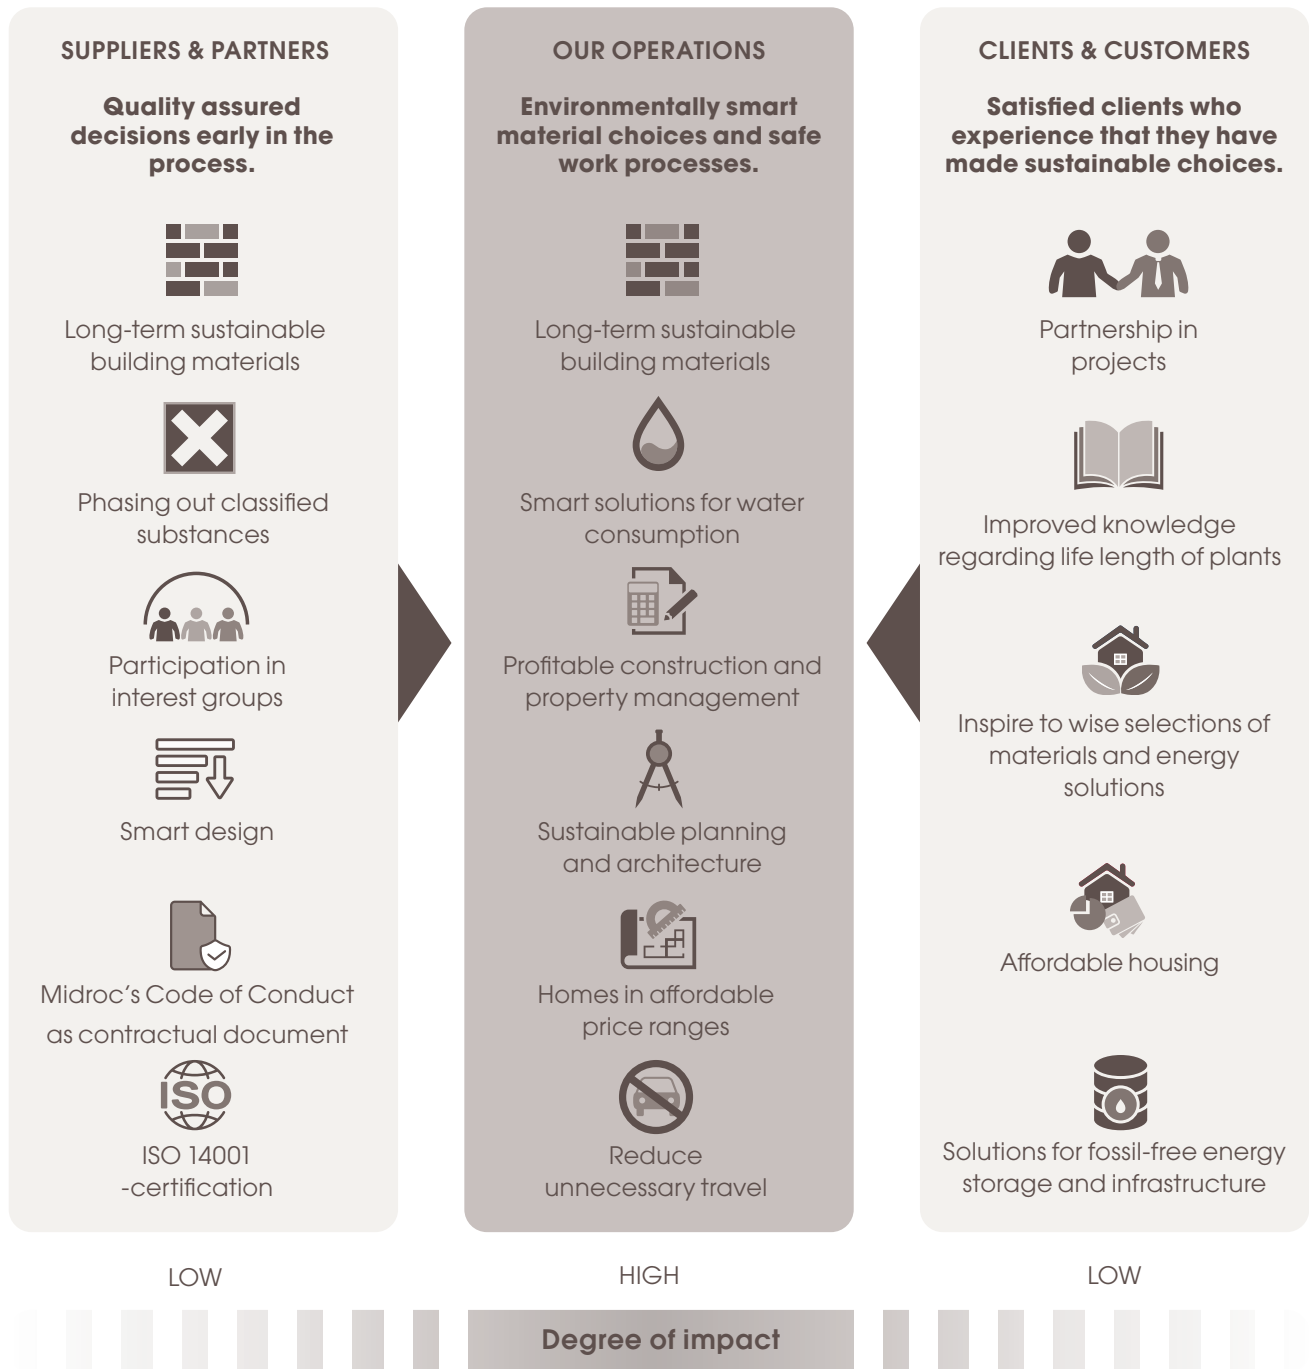 SUPPLIERS & PARTNERS
Quality assured
decisions early in the
process.
Long-term sustainable
building materials
Phasing out classified
substances
Participation in
interest groups
Smart design
Midroc's Code of Conduct
as contractual document
ISO
ISO 14001
-certification
LOW
OUR OPERATIONS
Environmentally smart
material choices and safe
work processes.
Long-term sustainable
building materials
Smart solutions for water
consumption
Profitable construction and
property management
Sustainable planning
and architecture
Homes in affordable
price ranges
Reduce
unnecessary travel
HIGH
CLIENTS & CUSTOMERS
Satisfied clients who
experience that they have
made sustainable choices.
Partnership in
projects
Improved knowledge
regarding life length of plants
Inspire to wise selections of
materials and energy
solutions
Affordable housing
Solutions for fossil-free energy
storage and infrastructure
LOW
Degree of impact